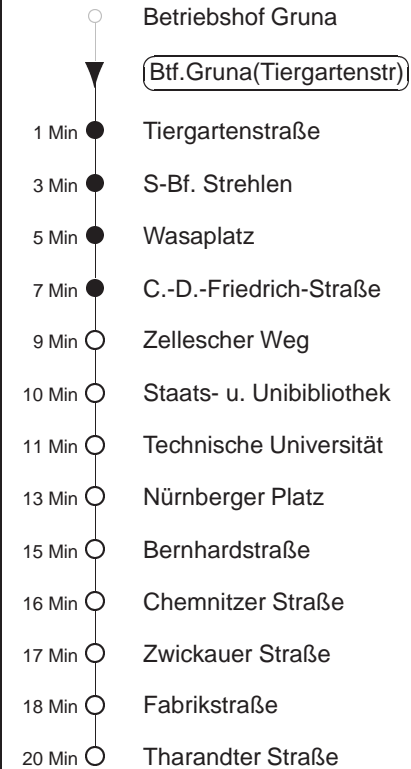 Betriebshof Gruna
Btf.Gruna(Tiergartenstr)
1 Min Tiergartenstraße
3 Min S-Bf. Strehlen
5 Min Wasaplatz
7 Min C.-D.-Friedrich-Straße
9 Min Zellescher Weg
10 Min Staats- u. Unibibliothek
11 Min Technische Universität
13 Min Nürnberger Platz
15 Min Bernhardstraße
16 Min Chemnitzer Straße
17 Min Zwickauer Straße
18 Min Fabrikstraße
20 Min Tharandter Straße